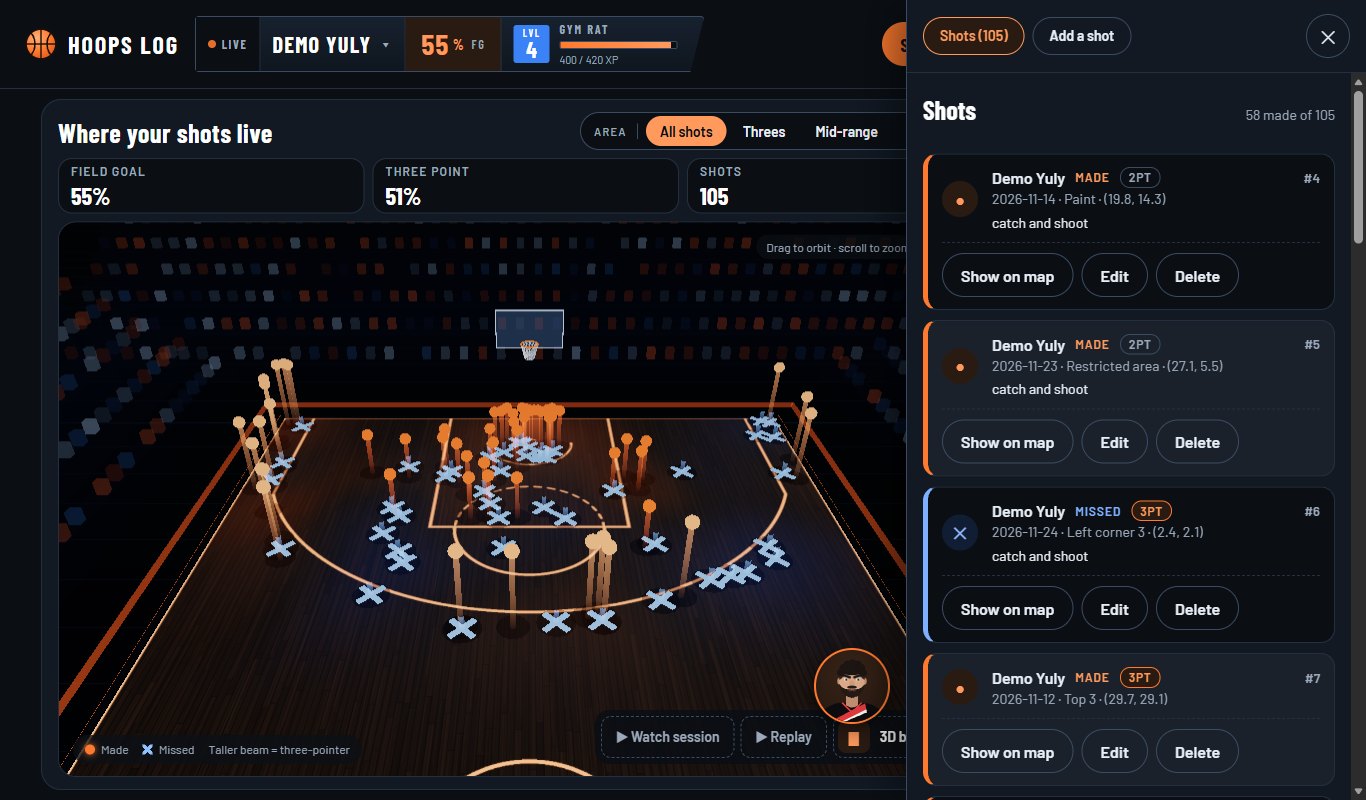 HOOPS LOG
LIVE
DEMO YULY
55% FG
LVL
4
GYM RAT
400 / 420 XP
Where your shots live
AREA
All shots
Threes
Mid-range
FIELD GOAL
55%
THREE POINT
51%
SHOTS
105
Drag to orbit · scroll to zoom
Made
Missed
Taller beam = three-pointer
Watch session
Replay
3D b
Shots (105)
Add a shot
Shots
58 made of 105
Demo Yuly MADE 2PT #4
2026-11-14 · Paint · (19.8, 14.3)
catch and shoot
Show on map Edit Delete
Demo Yuly MADE 2PT #5
2026-11-23 · Restricted area · (27.1, 5.5)
catch and shoot
Show on map Edit Delete
Demo Yuly MISSED 3PT #6
2026-11-24 · Left corner 3 · (2.4, 2.1)
catch and shoot
Show on map Edit Delete
Demo Yuly MADE 3PT #7
2026-11-12 · Top 3 · (29.7, 29.1)
Show on map Edit Delete